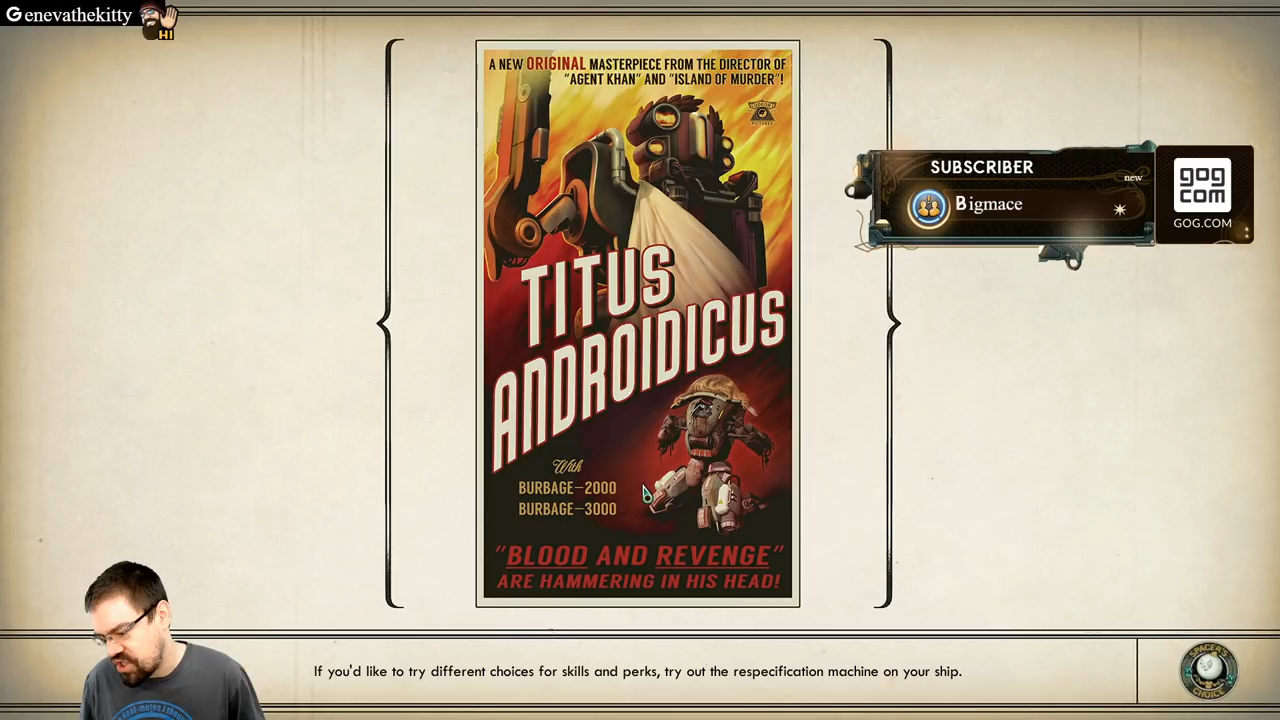 Genevathekitty
HI
A NEW ORIGINAL MASTERPIECE FROM THE DIRECTOR OF
"AGENT KHAN" AND "ISLAND OF MURDER"!
TITUS
ANDROIDICUS
With
BURBAGE-2000
BURBAGE-3000
"BLOOD AND REVENGE"
ARE HAMMERING IN HIS HEAD!
SUBSCRIBER
new
Bigmace
gog
com
GOG.COM
If you'd like to try different choices for skills and perks, try out the respecification machine on your ship.
SPACER'S
CHOICE